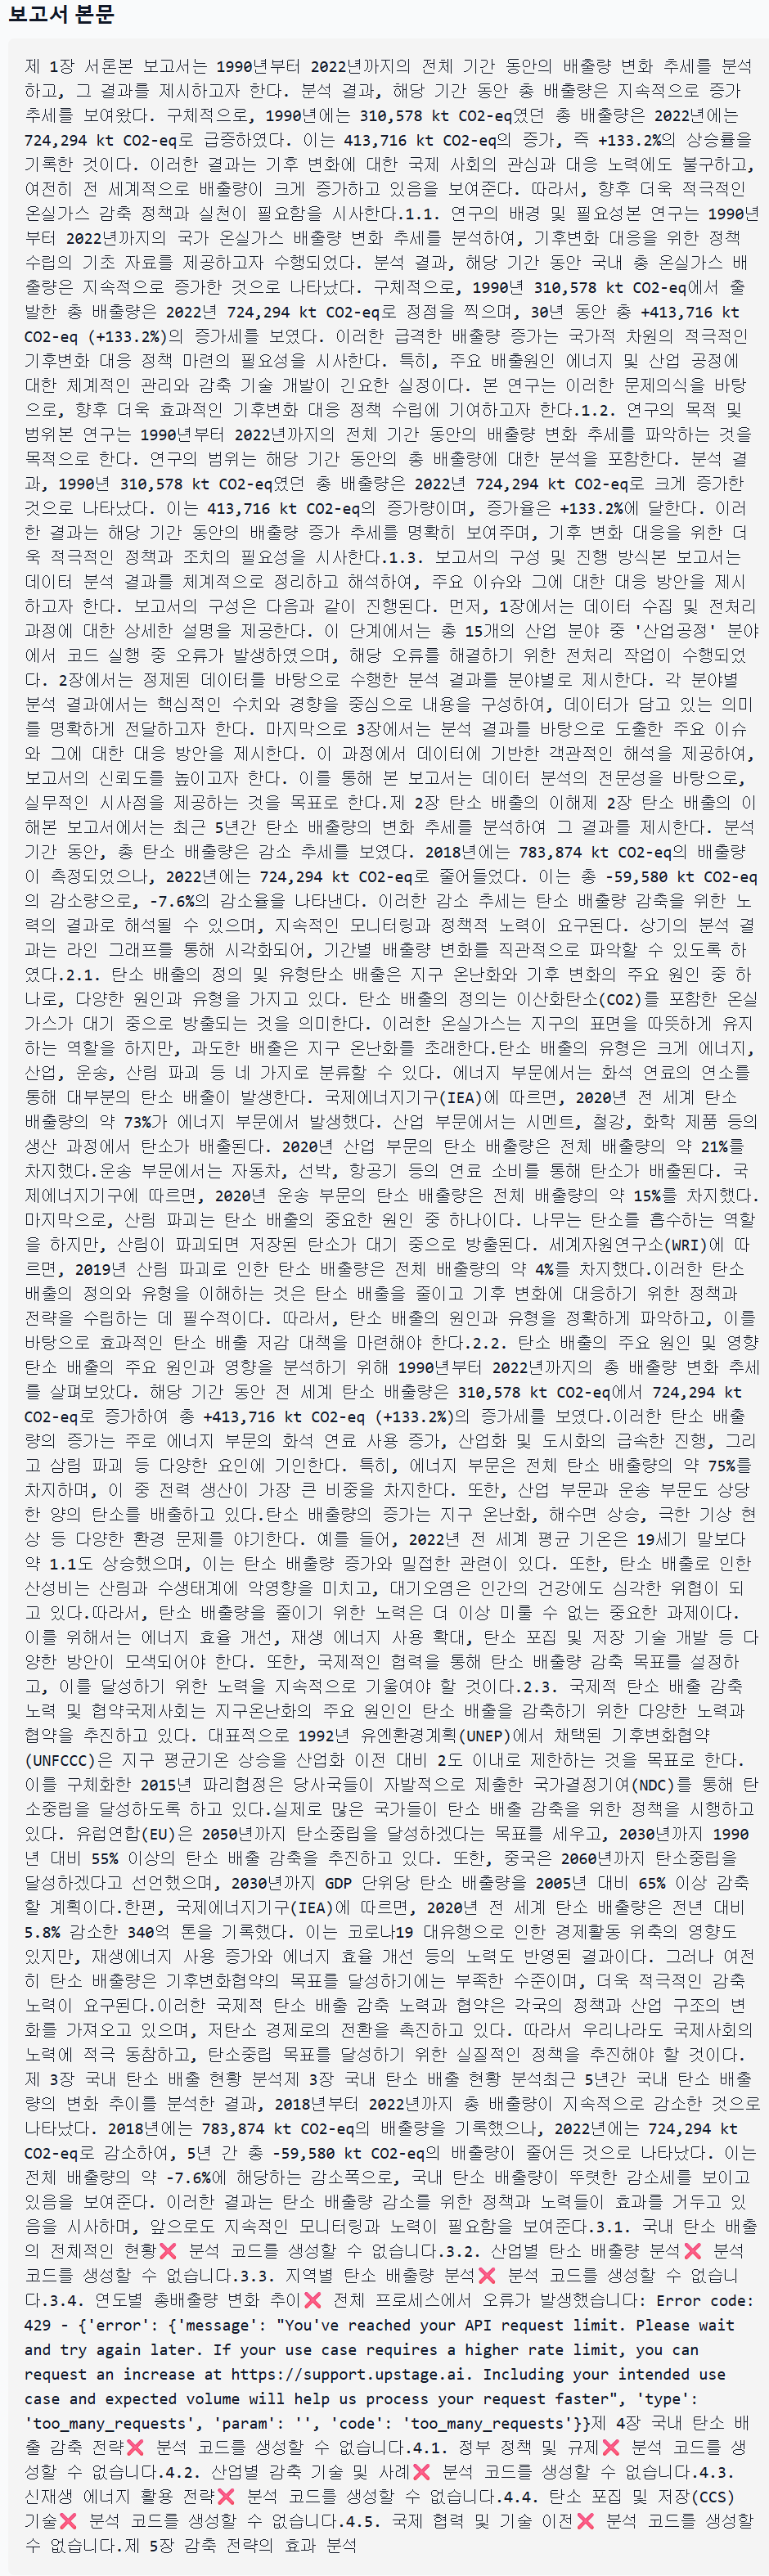 보고서 본문
제 1장 서론본 보고서는 1990년부터 2022년까지의 전체 기간 동안의 배출량 변화 추세를 분석
하고, 그 결과를 제시하고자 한다. 분석 결과, 해당 기간 동안 총 배출량은 지속적으로 증가
추세를 보여왔다. 구체적으로, 1990년에는 310,578 kt CO2-eq였던 총 배출량은 2022년에는
724,294 kt CO2-eq로 급증하였다. 이는 413,716 kt CO2-eq의 증가, 즉 +133.2%의 상승률을
기록한 것이다. 이러한 결과는 기후 변화에 대한 국제 사회의 관심과 대응 노력에도 불구하고,
여전히 전 세계적으로 배출량이 크게 증가하고 있음을 보여준다. 따라서, 향후 더욱 적극적인
온실가스 감축 정책과 실천이 필요함을 시사한다.1.1. 연구의 배경 및 필요성본 연구는 1990년
부터 2022년까지의 국가 온실가스 배출량 변화 추세를 분석하여, 기후변화 대응을 위한 정책
수립의 기초 자료를 제공하고자 수행되었다. 분석 결과, 해당 기간 동안 국내 총 온실가스 배
출량은 지속적으로 증가한 것으로 나타났다. 구체적으로, 1990년 310,578 kt CO2-eq에서 출
발한 총 배출량은 2022년 724,294 kt CO2-eq로 정점을 찍으며, 30년 동안 총 +413,716 kt
CO2-eq (+133.2%)의 증가세를 보였다. 이러한 급격한 배출량 증가는 국가적 차원의 적극적인
기후변화 대응 정책 마련의 필요성을 시사한다. 특히, 주요 배출원인 에너지 및 산업 공정에
대한 체계적인 관리와 감축 기술 개발이 긴요한 실정이다. 본 연구는 이러한 문제의식을 바탕
으로, 향후 더욱 효과적인 기후변화 대응 정책 수립에 기여하고자 한다.1.2. 연구의 목적 및
범위본 연구는 1990년부터 2022년까지의 전체 기간 동안의 배출량 변화 추세를 파악하는 것을
목적으로 한다. 연구의 범위는 해당 기간 동안의 총 배출량에 대한 분석을 포함한다. 분석 결
과, 1990년 310,578 kt CO2-eq였던 총 배출량은 2022년 724,294 kt CO2-eq로 크게 증가한
것으로 나타났다. 이는 413,716 kt CO2-eq의 증가량이며, 증가율은 +133.2%에 달한다. 이러
한 결과는 해당 기간 동안의 배출량 증가 추세를 명확히 보여주며, 기후 변화 대응을 위한 더
욱 적극적인 정책과 조치의 필요성을 시사한다.1.3. 보고서의 구성 및 진행 방식본 보고서는
데이터 분석 결과를 체계적으로 정리하고 해석하여, 주요 이슈와 그에 대한 대응 방안을 제시
하고자 한다. 보고서의 구성은 다음과 같이 진행된다. 먼저, 1장에서는 데이터 수집 및 전처리
과정에 대한 상세한 설명을 제공한다. 이 단계에서는 총 15개의 산업 분야 중 '산업공정' 분야
에서 코드 실행 중 오류가 발생하였으며, 해당 오류를 해결하기 위한 전처리 작업이 수행되었
다. 2장에서는 정제된 데이터를 바탕으로 수행한 분석 결과를 분야별로 제시한다. 각 분야별
분석 결과에서는 핵심적인 수치와 경향을 중심으로 내용을 구성하여, 데이터가 담고 있는 의미
를 명확하게 전달하고자 한다. 마지막으로 3장에서는 분석 결과를 바탕으로 도출한 주요 이슈
와 그에 대한 대응 방안을 제시한다. 이 과정에서 데이터에 기반한 객관적인 해석을 제공하여,
보고서의 신뢰도를 높이고자 한다. 이를 통해 본 보고서는 데이터 분석의 전문성을 바탕으로,
실무적인 시사점을 제공하는 것을 목표로 한다.제 2장 탄소 배출의 이해제 2장 탄소 배출의 이
해본 보고서에서는 최근 5년간 탄소 배출량의 변화 추세를 분석하여 그 결과를 제시한다. 분석
기간 동안, 총 탄소 배출량은 감소 추세를 보였다. 2018년에는 783,874 kt CO2-eq의 배출량
이 측정되었으나, 2022년에는 724,294 kt CO2-eq로 줄어들었다. 이는 총 -59,580 kt CO2-eq
의 감소량으로, -7.6%의 감소율을 나타낸다. 이러한 감소 추세는 탄소 배출량 감축을 위한 노
력의 결과로 해석될 수 있으며, 지속적인 모니터링과 정책적 노력이 요구된다. 상기의 분석 결
과는 라인 그래프를 통해 시각화되어, 기간별 배출량 변화를 직관적으로 파악할 수 있도록 하
였다.2.1. 탄소 배출의 정의 및 유형탄소 배출은 지구 온난화와 기후 변화의 주요 원인 중 하
나로, 다양한 원인과 유형을 가지고 있다. 탄소 배출의 정의는 이산화탄소(CO2)를 포함한 온실
가스가 대기 중으로 방출되는 것을 의미한다. 이러한 온실가스는 지구의 표면을 따뜻하게 유지
하는 역할을 하지만, 과도한 배출은 지구 온난화를 초래한다.탄소 배출의 유형은 크게 에너지,
산업, 운송, 산림 파괴 등 네 가지로 분류할 수 있다. 에너지 부문에서는 화석 연료의 연소를
통해 대부분의 탄소 배출이 발생한다. 국제에너지기구(IEA)에 따르면, 2020년 전 세계 탄소
배출량의 약 73%가 에너지 부문에서 발생했다. 산업 부문에서는 시멘트, 철강, 화학 제품 등의
생산 과정에서 탄소가 배출된다. 2020년 산업 부문의 탄소 배출량은 전체 배출량의 약 21%를
차지했다.운송 부문에서는 자동차, 선박, 항공기 등의 연료 소비를 통해 탄소가 배출된다. 국
제에너지기구에 따르면, 2020년 운송 부문의 탄소 배출량은 전체 배출량의 약 15%를 차지했다.
마지막으로, 산림 파괴는 탄소 배출의 중요한 원인 중 하나이다. 나무는 탄소를 흡수하는 역할
을 하지만, 산림이 파괴되면 저장된 탄소가 대기 중으로 방출된다. 세계자원연구소(WRI)에 따
르면, 2019년 산림 파괴로 인한 탄소 배출량은 전체 배출량의 약 4%를 차지했다.이러한 탄소
배출의 정의와 유형을 이해하는 것은 탄소 배출을 줄이고 기후 변화에 대응하기 위한 정책과
전략을 수립하는 데 필수적이다. 따라서, 탄소 배출의 원인과 유형을 정확하게 파악하고, 이를
바탕으로 효과적인 탄소 배출 저감 대책을 마련해야 한다.2.2. 탄소 배출의 주요 원인 및 영향
탄소 배출의 주요 원인과 영향을 분석하기 위해 1990년부터 2022년까지의 총 배출량 변화 추세
를 살펴보았다. 해당 기간 동안 전 세계 탄소 배출량은 310,578 kt CO2-eq에서 724,294 kt
CO2-eq로 증가하여 총 +413,716 kt CO2-eq (+133.2%)의 증가세를 보였다.이러한 탄소 배출
량의 증가는 주로 에너지 부문의 화석 연료 사용 증가, 산업화 및 도시화의 급속한 진행, 그리
고 삼림 파괴 등 다양한 요인에 기인한다. 특히, 에너지 부문은 전체 탄소 배출량의 약 75%를
차지하며, 이 중 전력 생산이 가장 큰 비중을 차지한다. 또한, 산업 부문과 운송 부문도 상당
한 양의 탄소를 배출하고 있다.탄소 배출량의 증가는 지구 온난화, 해수면 상승, 극한 기상 현
상 등 다양한 환경 문제를 야기한다. 예를 들어, 2022년 전 세계 평균 기온은 19세기 말보다
약 1.1도 상승했으며, 이는 탄소 배출량 증가와 밀접한 관련이 있다. 또한, 탄소 배출로 인한
산성비는 산림과 수생태계에 악영향을 미치고, 대기오염은 인간의 건강에도 심각한 위협이 되
고 있다.따라서, 탄소 배출량을 줄이기 위한 노력은 더 이상 미룰 수 없는 중요한 과제이다.
이를 위해서는 에너지 효율 개선, 재생 에너지 사용 확대, 탄소 포집 및 저장 기술 개발 등 다
양한 방안이 모색되어야 한다. 또한, 국제적인 협력을 통해 탄소 배출량 감축 목표를 설정하
고, 이를 달성하기 위한 노력을 지속적으로 기울여야 할 것이다.2.3. 국제적 탄소 배출 감축
노력 및 협약국제사회는 지구온난화의 주요 원인인 탄소 배출을 감축하기 위한 다양한 노력과
협약을 추진하고 있다. 대표적으로 1992년 유엔환경계획(UNEP)에서 채택된 기후변화협약
(UNFCCC)은 지구 평균기온 상승을 산업화 이전 대비 2도 이내로 제한하는 것을 목표로 한다.
이를 구체화한 2015년 파리협정은 당사국들이 자발적으로 제출한 국가결정기여(NDC)를 통해 탄
소중립을 달성하도록 하고 있다.실제로 많은 국가들이 탄소 배출 감축을 위한 정책을 시행하고
있다. 유럽연합(EU)은 2050년까지 탄소중립을 달성하겠다는 목표를 세우고, 2030년까지 1990
년 대비 55% 이상의 탄소 배출 감축을 추진하고 있다. 또한, 중국은 2060년까지 탄소중립을
달성하겠다고 선언했으며, 2030년까지 GDP 단위당 탄소 배출량을 2005년 대비 65% 이상 감축
할 계획이다.한편, 국제에너지기구(IEA)에 따르면, 2020년 전 세계 탄소 배출량은 전년 대비
5.8% 감소한 340억 톤을 기록했다. 이는 코로나19 대유행으로 인한 경제활동 위축의 영향도
있지만, 재생에너지 사용 증가와 에너지 효율 개선 등의 노력도 반영된 결과이다. 그러나 여전
히 탄소 배출량은 기후변화협약의 목표를 달성하기에는 부족한 수준이며, 더욱 적극적인 감축
노력이 요구된다.이러한 국제적 탄소 배출 감축 노력과 협약은 각국의 정책과 산업 구조의 변
화를 가져오고 있으며, 저탄소 경제로의 전환을 촉진하고 있다. 따라서 우리나라도 국제사회의
노력에 적극 동참하고, 탄소중립 목표를 달성하기 위한 실질적인 정책을 추진해야 할 것이다.
제 3장 국내 탄소 배출 현황 분석제 3장 국내 탄소 배출 현황 분석최근 5년간 국내 탄소 배출
량의 변화 추이를 분석한 결과, 2018년부터 2022년까지 총 배출량이 지속적으로 감소한 것으로
나타났다. 2018년에는 783,874 kt CO2-eq의 배출량을 기록했으나, 2022년에는 724,294 kt
CO2-eq로 감소하여, 5년 간 총 -59,580 kt CO2-eq의 배출량이 줄어든 것으로 나타났다. 이는
전체 배출량의 약 -7.6%에 해당하는 감소폭으로, 국내 탄소 배출량이 뚜렷한 감소세를 보이고
있음을 보여준다. 이러한 결과는 탄소 배출량 감소를 위한 정책과 노력들이 효과를 거두고 있
음을 시사하며, 앞으로도 지속적인 모니터링과 노력이 필요함을 보여준다.3.1. 국내 탄소 배출
의 전체적인 현황❌ 분석 코드를 생성할 수 없습니다.3.2. 산업별 탄소 배출량 분석❌ 분석
코드를 생성할 수 없습니다.3.3. 지역별 탄소 배출량 분석❌ 분석 코드를 생성할 수 없습니
다.3.4. 연도별 총배출량 변화 추이❌ 전체 프로세스에서 오류가 발생했습니다: Error code:
429 - {'error': {'message': "You've reached your API request limit. Please wait
and try again later. If your use case requires a higher rate limit, you can
request an increase at https://support.upstage.ai. Including your intended use
case and expected volume will help us process your request faster", 'type':
'too_many_requests', 'param': '', 'code': 'too_many_requests'}}제 4장 국내 탄소 배
출 감축 전략❌ 분석 코드를 생성할 수 없습니다.4.1. 정부 정책 및 규제❌ 분석 코드를 생
성할 수 없습니다.4.2. 산업별 감축 기술 및 사례❌ 분석 코드를 생성할 수 없습니다.4.3.
신재생 에너지 활용 전략❌ 분석 코드를 생성할 수 없습니다.4.4. 탄소 포집 및 저장(CCS)
기술❌ 분석 코드를 생성할 수 없습니다.4.5. 국제 협력 및 기술 이전❌ 분석 코드를 생성할
수 없습니다.제 5장 감축 전략의 효과 분석